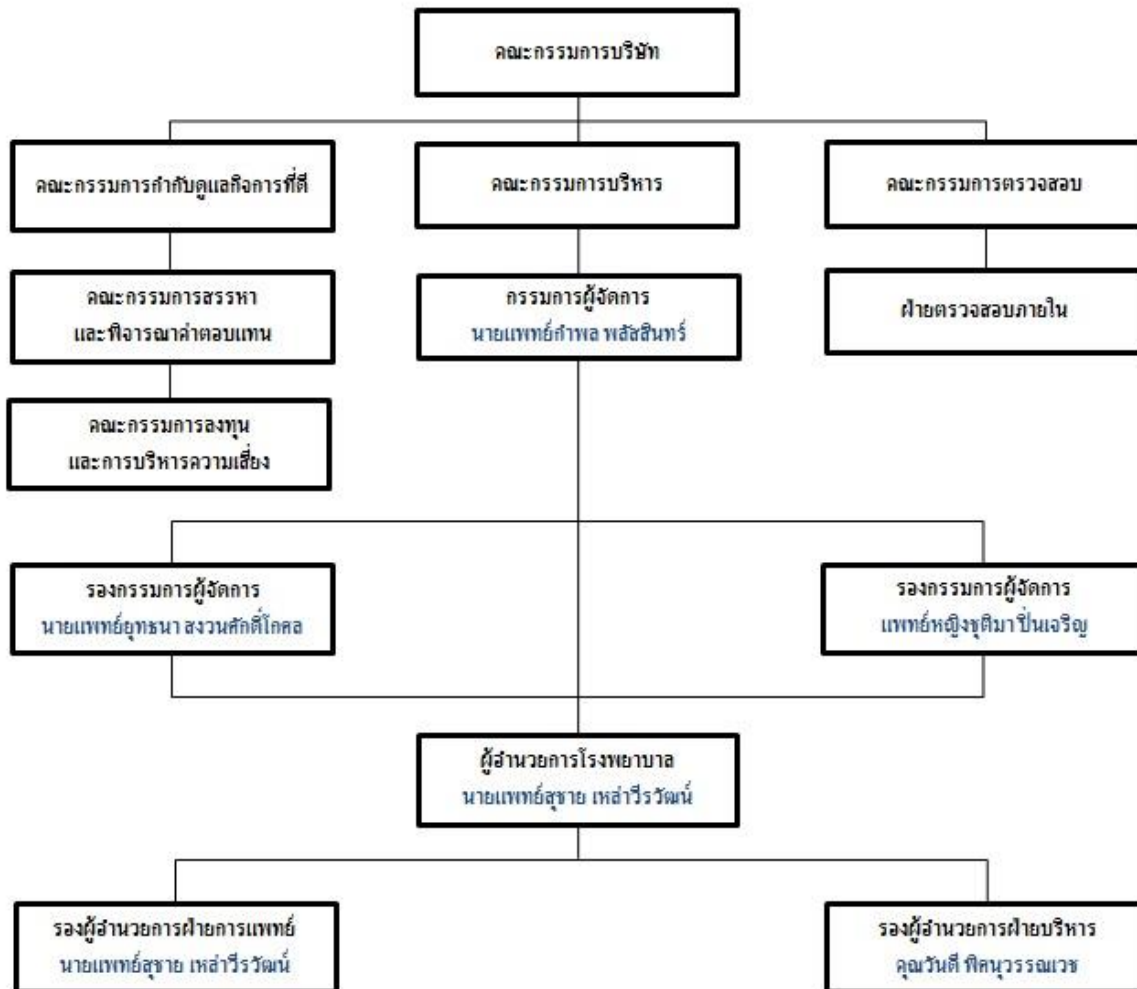 คณะกรรมการบริษัท
คณะกรรมการกำกับดูแลกิจการที่ดี
คณะกรรมการบริหาร
คณะกรรมการตรวจสอบ
คณะกรรมการสรรหา
และพิจารณาค่าตอบแทน
กรรมการผู้จัดการ
นายแพทย์กำพล พลัสสินทร์
ฝ่ายตรวจสอบภายใน
คณะกรรมการลงทุน
และการบริหารความเสี่ยง
รองกรรมการผู้จัดการ
นายแพทย์ยุทธนา สงวนศักดิ์โกศล
รองกรรมการผู้จัดการ
แพทย์หญิงชุติมา ปิ่นเจริญ
ผู้อำนวยการโรงพยาบาล
นายแพทย์สุชาย เหล่าวีรวัฒน์
รองผู้อำนวยการฝ่ายการแพทย์
นายแพทย์สุชาย เหล่าวีรวัฒน์
รองผู้อำนวยการฝ่ายบริหาร
คุณวันดี พิศนุวรรณเวช